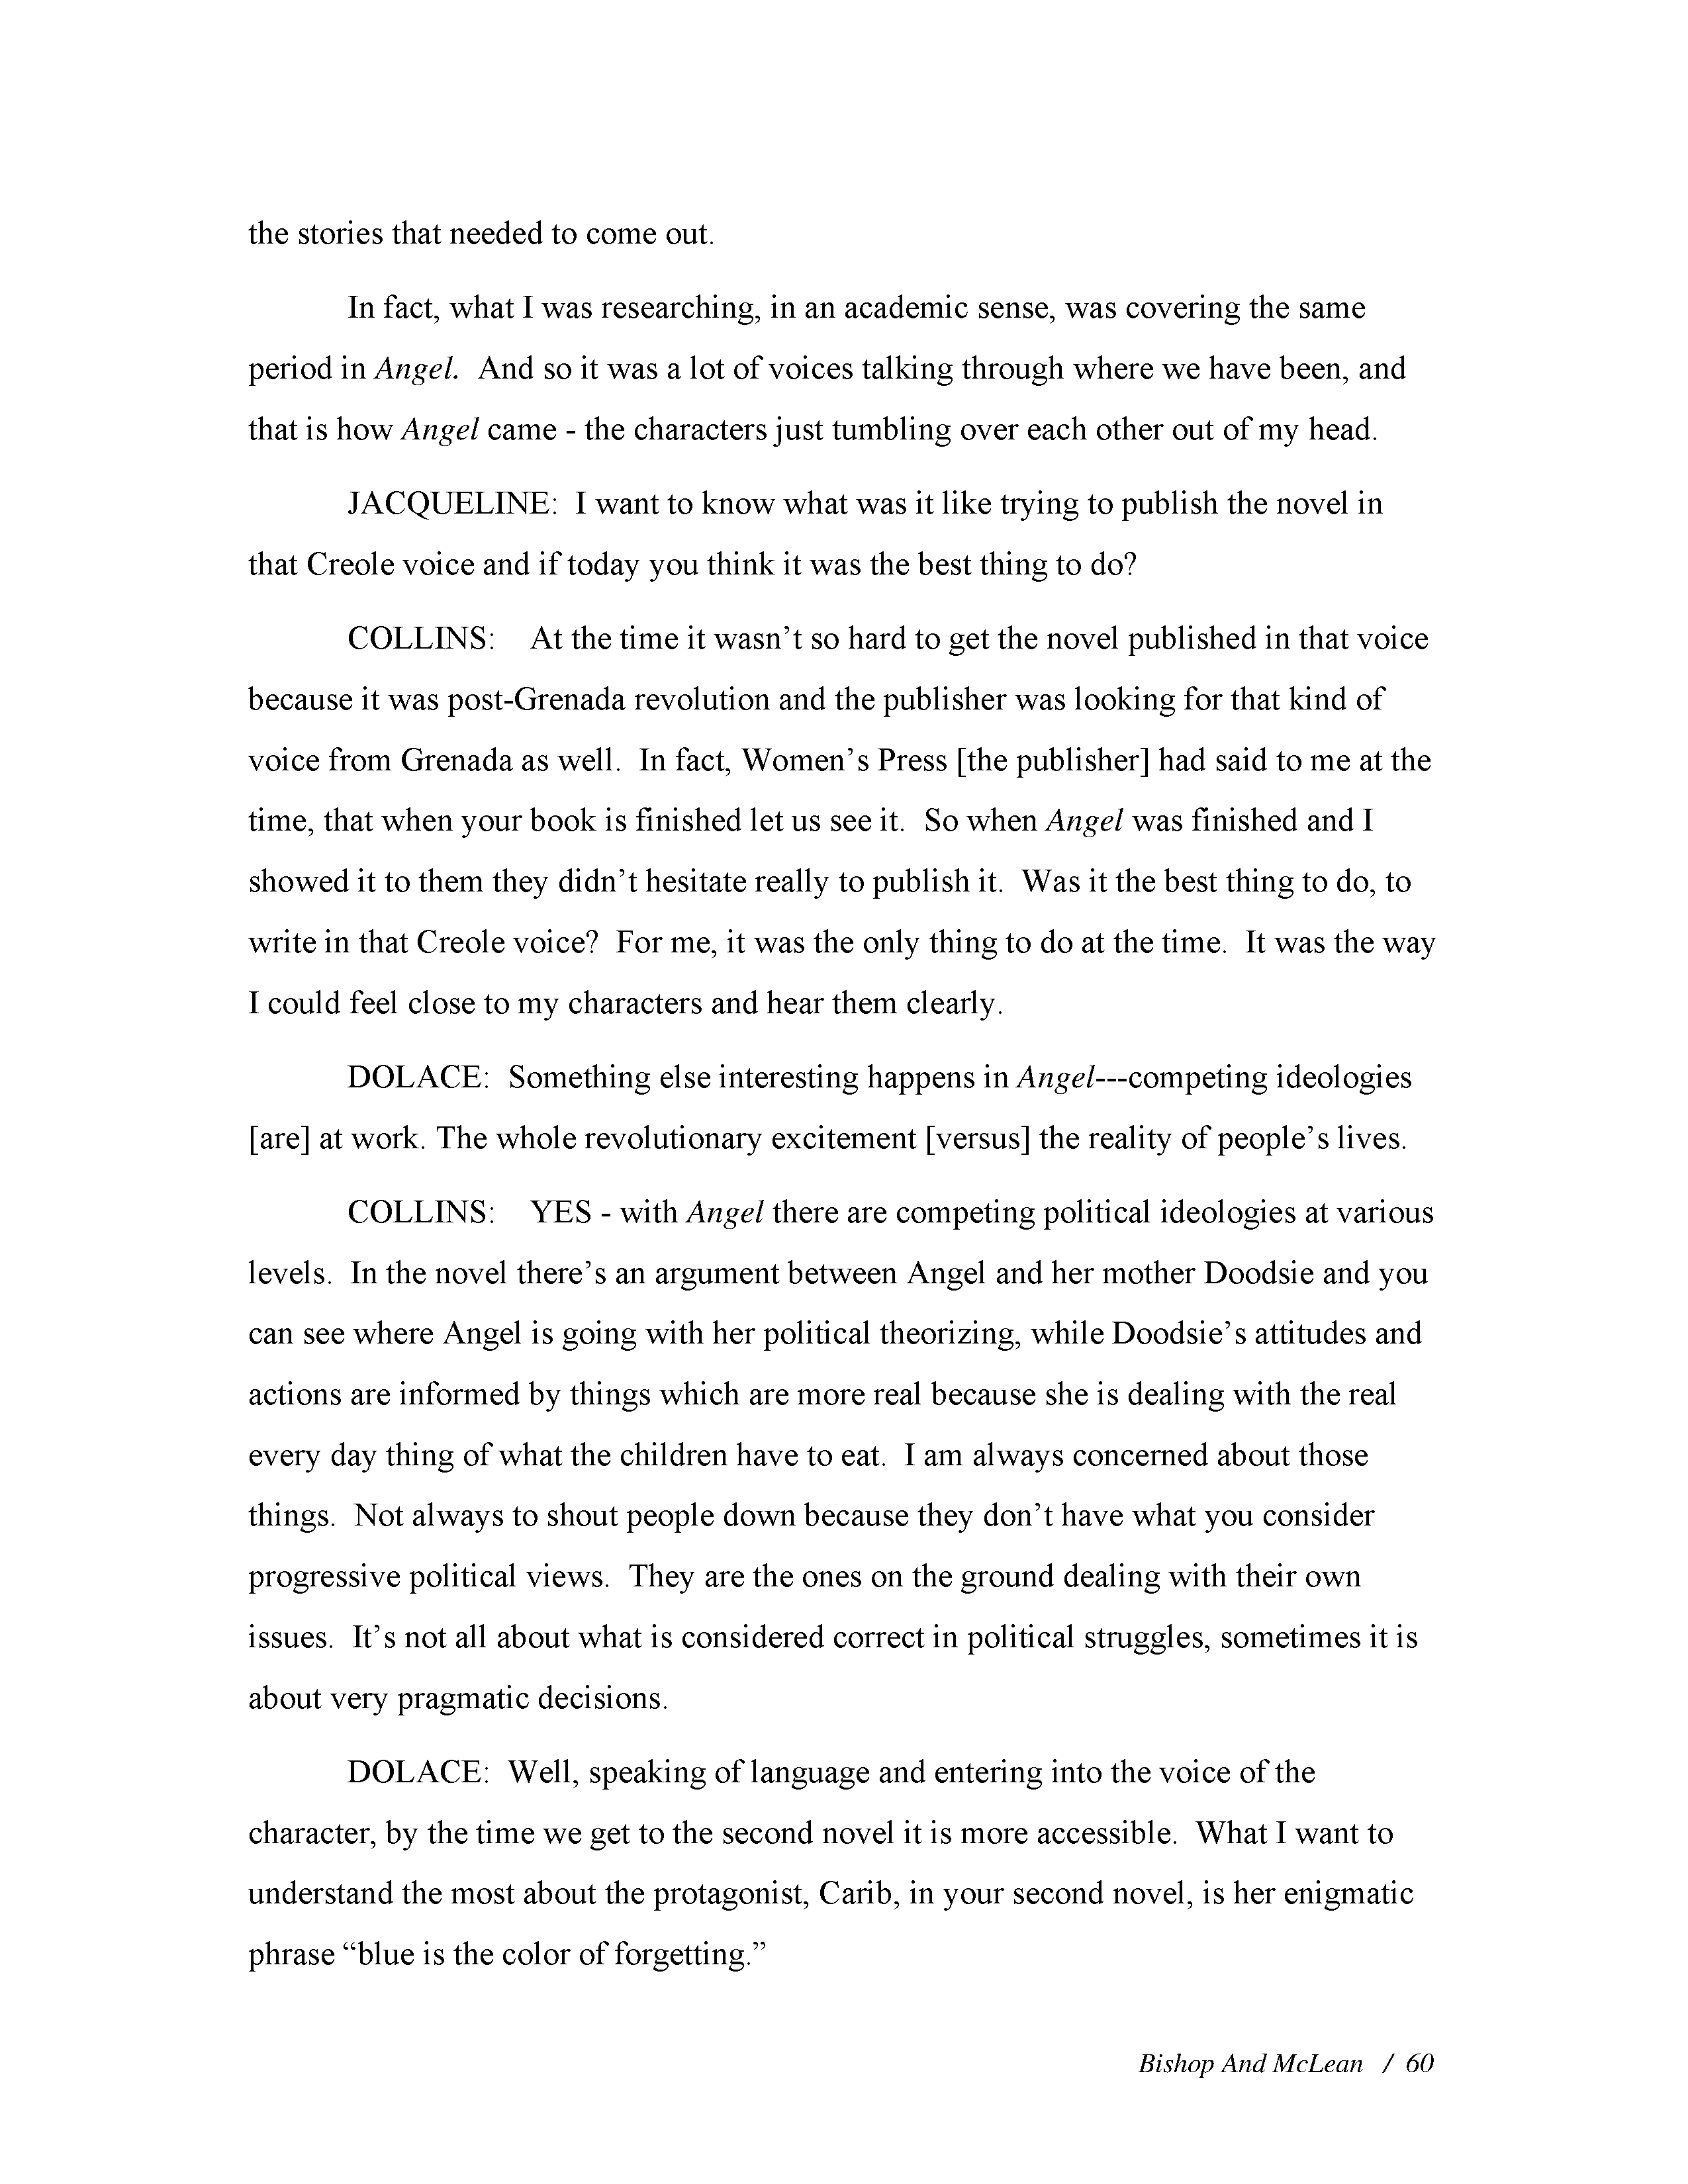 the stories that needed to come out.
In fact, what I was researching, in an academic sense, was covering the same
period in Angel.  And so it was a lot of voices talking through where we have been, and
that is how Angel came - the characters just tumbling over each other out of my head.
JACQUELINE:  I want to know what was it like trying to publish the novel in
that Creole voice and if today you think it was the best thing to do?
COLLINS:    At the time it wasn’t so hard to get the novel published in that voice
because it was post-Grenada revolution and the publisher was looking for that kind of
voice from Grenada as well.  In fact, Women’s Press [the publisher] had said to me at the
time, that when your book is finished let us see it.  So when Angel was finished and I
showed it to them they didn’t hesitate really to publish it.  Was it the best thing to do, to
write in that Creole voice?  For me, it was the only thing to do at the time.  It was the way
I could feel close to my characters and hear them clearly.
DOLACE:  Something else interesting happens in Angel---competing ideologies
[are] at work. The whole revolutionary excitement [versus] the reality of people’s lives.
COLLINS:    YES - with Angel there are competing political ideologies at various
levels.  In the novel there’s an argument between Angel and her mother Doodsie and you
can see where Angel is going with her political theorizing, while Doodsie’s attitudes and
actions are informed by things which are more real because she is dealing with the real
every day thing of what the children have to eat.  I am always concerned about those
things.  Not always to shout people down because they don’t have what you consider
progressive political views.  They are the ones on the ground dealing with their own
issues.  It’s not all about what is considered correct in political struggles, sometimes it is
about very pragmatic decisions.
DOLACE:  Well, speaking of language and entering into the voice of the
character, by the time we get to the second novel it is more accessible.  What I want to
understand the most about the protagonist, Carib, in your second novel, is her enigmatic
phrase “blue is the color of forgetting.”
Bishop And McLean   /  60